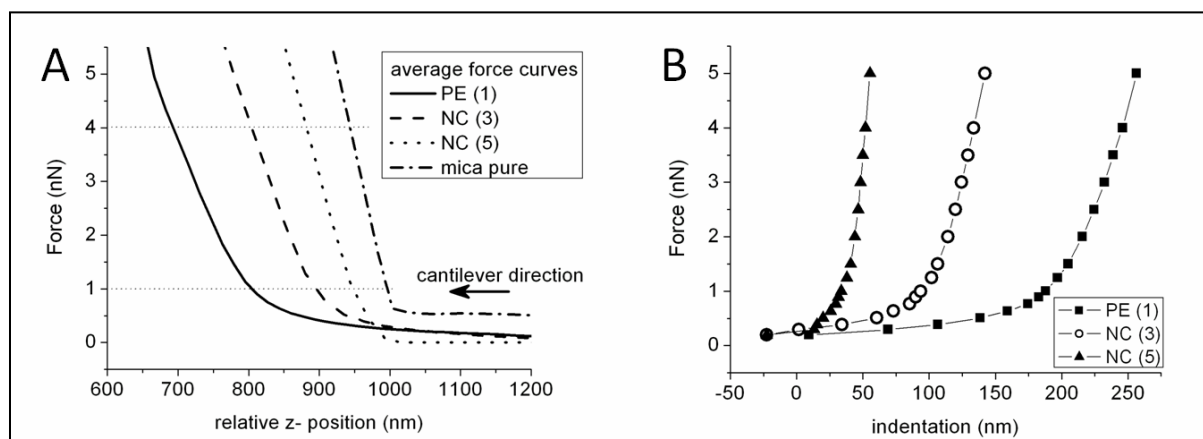 A
5
4
3
2
1
0
Force (nN)
average force curves
PE (1)
NC (3)
NC (5)
mica pure
cantilever direction
600 700 800 900 1000 1100 1200
relative z- position (nm)
B
5
4
3
2
1
0
Force (nN)
PE (1)
NC (3)
NC (5)
-50 0 50 100 150 200 250
indentation (nm)